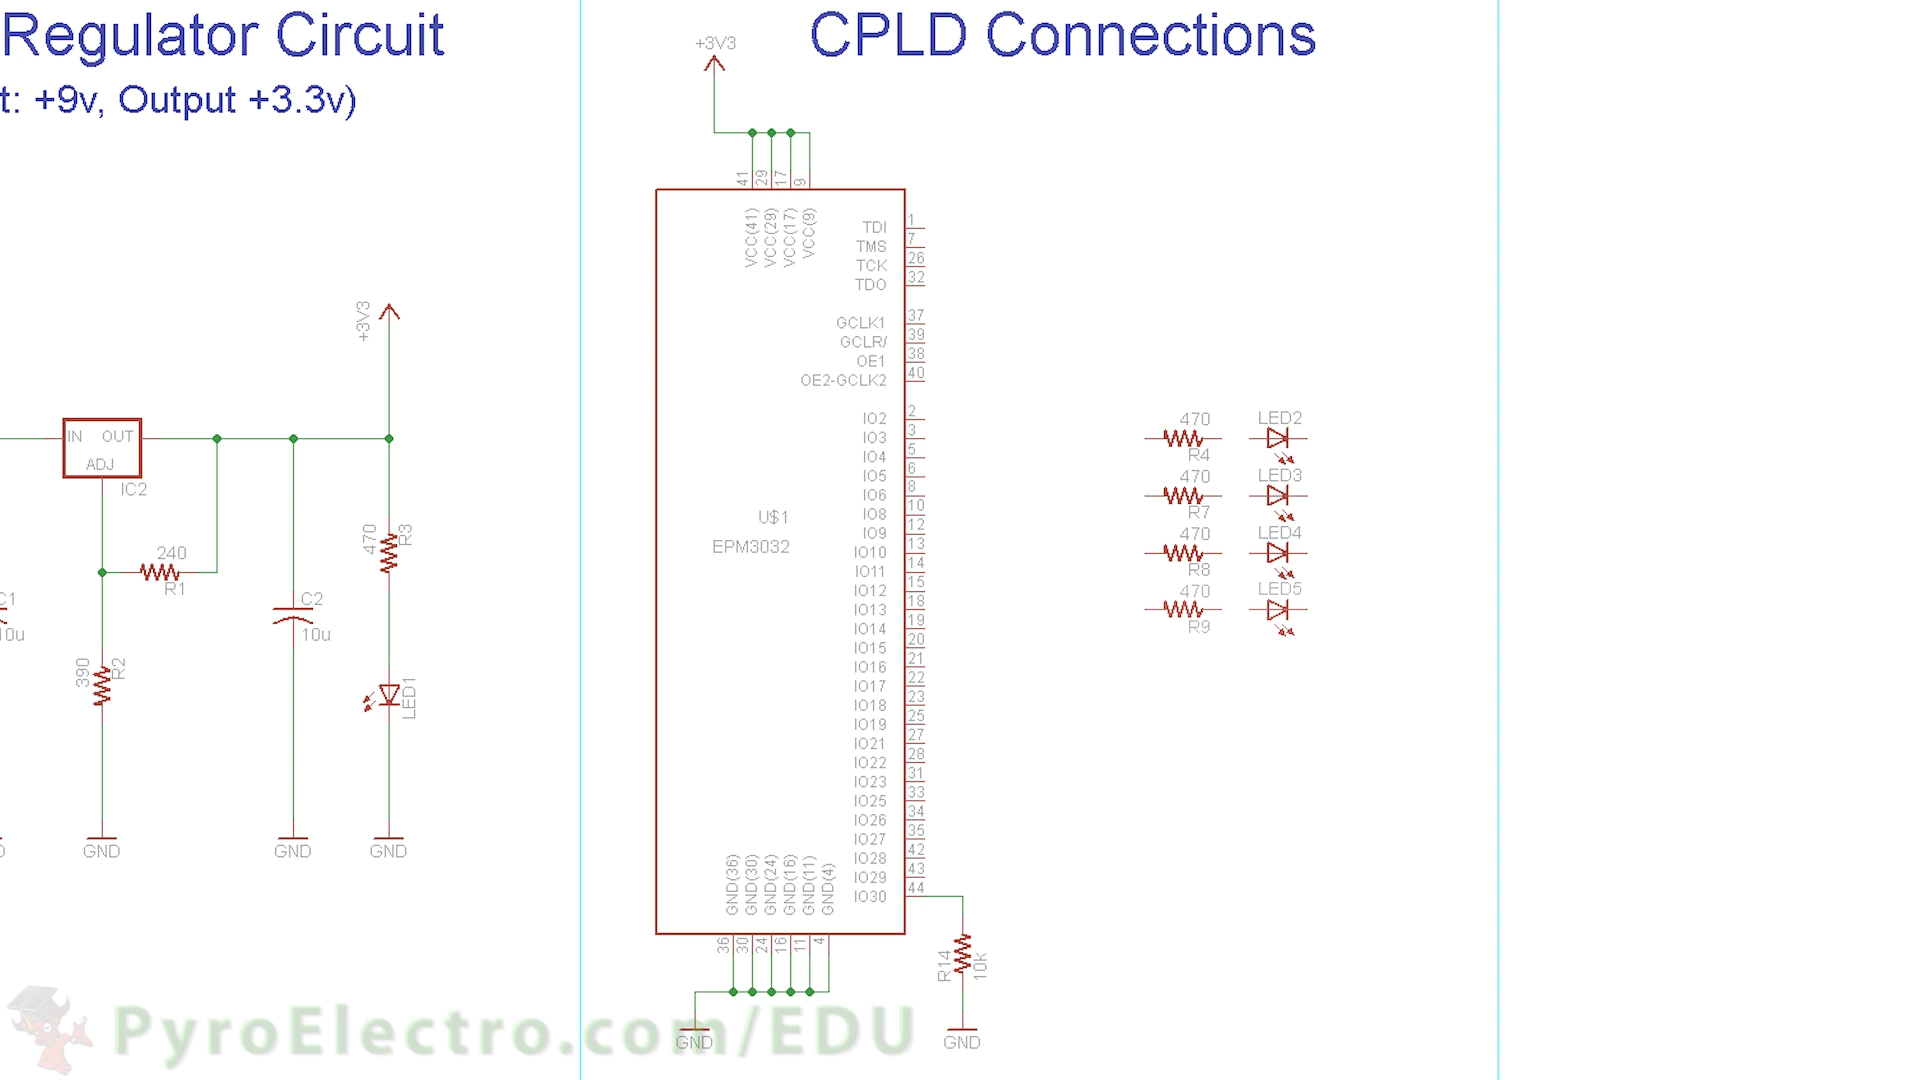 Regulator Circuit
t: +9v, Output +3.3v)
+3V3
IN OUT
ADJ
IC2
240
R1
C1
10u
390
R2
C2
10u
470
R3
LED1
GND
GND
GND
CPLD Connections
+3V3
41
29
17
9
VCC(41)
VCC(29)
VCC(17)
VCC(9)
TDI 1
TMS 7
TCK 26
TDO 32
GCLK1 37
GCLR/ 39
OE1 38
OE2-GCLK2 40
IO2 2
IO3 3
IO4 5
IO5 6
IO6 8
IO8 10
IO9 12
IO10 13
IO11 14
IO12 15
IO13 18
IO14 19
IO15 20
IO16 21
IO17 22
IO18 23
IO19 25
IO21 27
IO22 28
IO23 31
IO25 33
IO26 34
IO27 35
IO28 42
IO29 43
IO30 44
U$1
EPM3032
GND(36)
GND(30)
GND(24)
GND(16)
GND(11)
GND(4)
36
30
24
16
11
4
GND
R14
10k
GND
470 LED2
R4
470 LED3
R7
470 LED4
R8
470 LED5
R9
PyroElectro.com/EDU